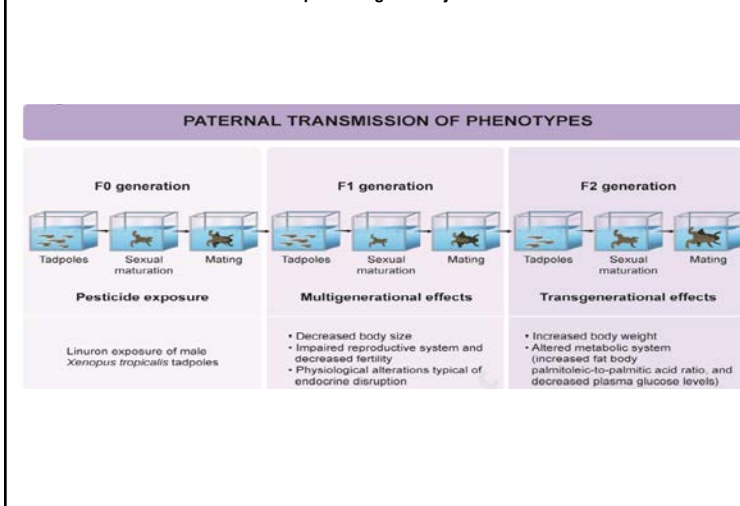 PATERNAL TRANSMISSION OF PHENOTYPES
F0 generation
Tadpoles
Sexual
maturation
Mating
Pesticide exposure
Linuron exposure of male
Xenopus tropicalis tadpoles
F1 generation
Tadpoles
Sexual
maturation
Mating
Multigenerational effects
• Decreased body size
• Impaired reproductive system and
decreased fertility
• Physiological alterations typical of
endocrine disruption
F2 generation
Tadpoles
Sexual
maturation
Mating
Transgenerational effects
• Increased body weight
• Altered metabolic system
(increased fat body
palmitoleic-to-palmitic acid ratio, and
decreased plasma glucose levels)